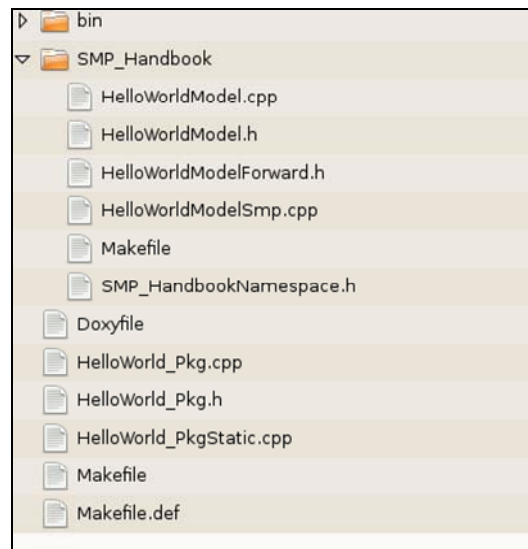 bin
SMP_Handbook
HelloWorldModel.cpp
HelloWorldModel.h
HelloWorldModelForward.h
HelloWorldModelSmp.cpp
Makefile
SMP_HandbookNamespace.h
Doxyfile
HelloWorld_Pkg.cpp
HelloWorld_Pkg.h
HelloWorld_PkgStatic.cpp
Makefile
Makefile.def